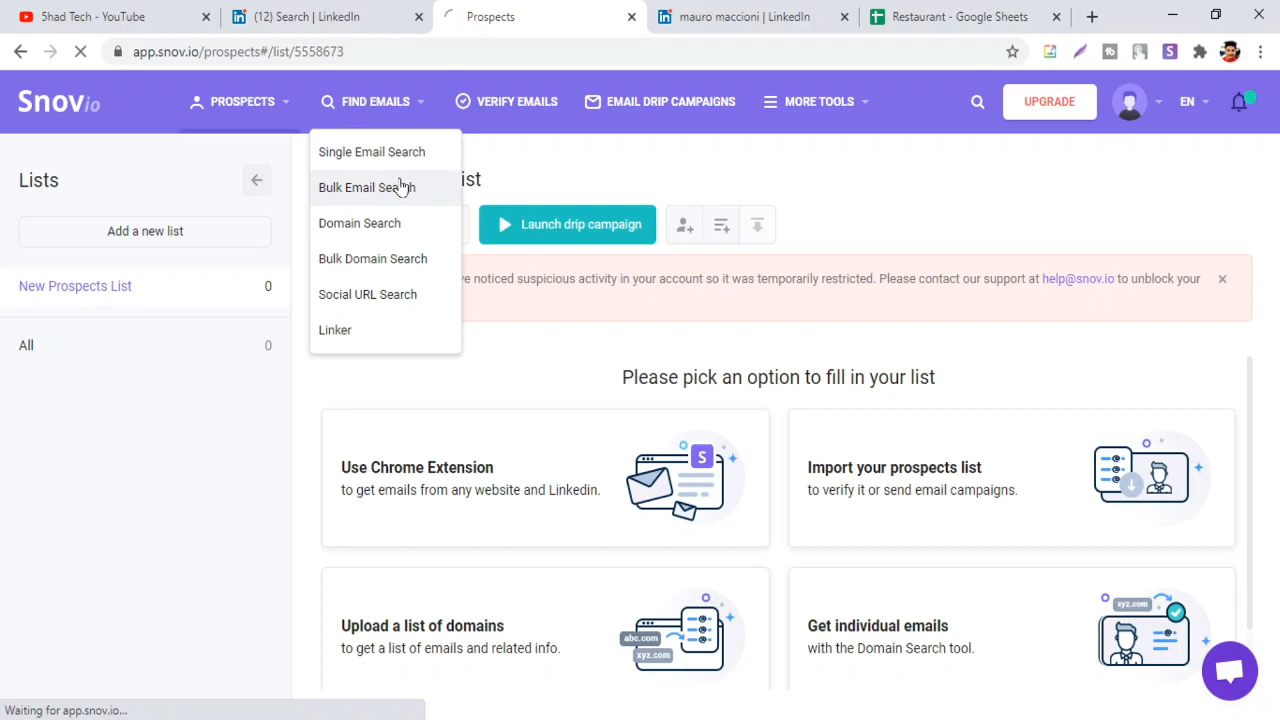 5had Tech - YouTube
(12) Search | LinkedIn
Prospects
mauro maccioni | LinkedIn
Restaurant - Google Sheets
app.snov.io/prospects#/list/5558673
Snovio
PROSPECTS
FIND EMAILS
VERIFY EMAILS
EMAIL DRIP CAMPAIGNS
MORE TOOLS
UPGRADE
EN
Single Email Search
Bulk Email Search
Domain Search
Bulk Domain Search
Social URL Search
Linker
Lists
Add a new list
New Prospects List 0
All 0
ist
Launch drip campaign
ve noticed suspicious activity in your account so it was temporarily restricted. Please contact our support at help@snov.io to unblock your
Please pick an option to fill in your list
Use Chrome Extension
to get emails from any website and Linkedin.
S
Import your prospects list
to verify it or send email campaigns.
Upload a list of domains
to get a list of emails and related info.
abc.com
xyz.com
Get individual emails
with the Domain Search tool.
xyz.com
Waiting for app.snov.io...